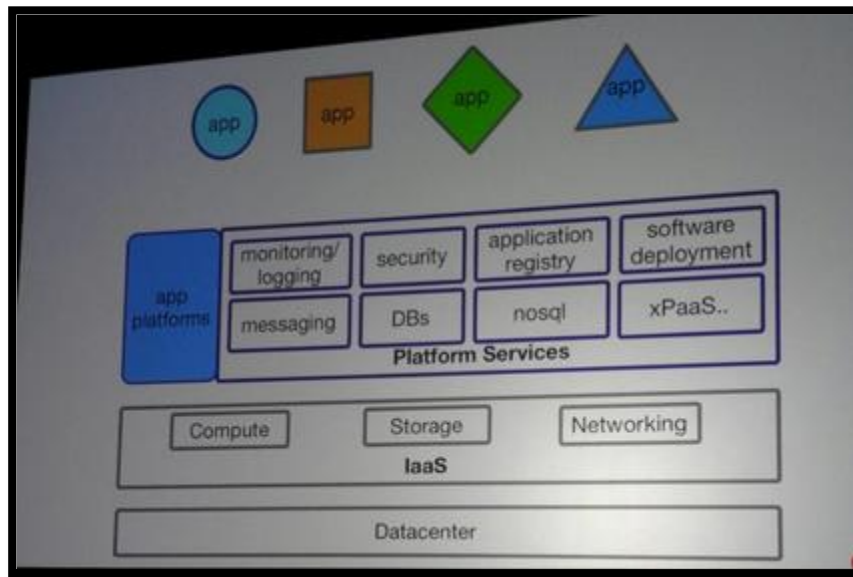 app
app
app
app
app
platforms
monitoring/
logging
security
application
registry
software
deployment
messaging
DBs
nosql
xPaaS..
Platform Services
Compute
Storage
Networking
IaaS
Datacenter